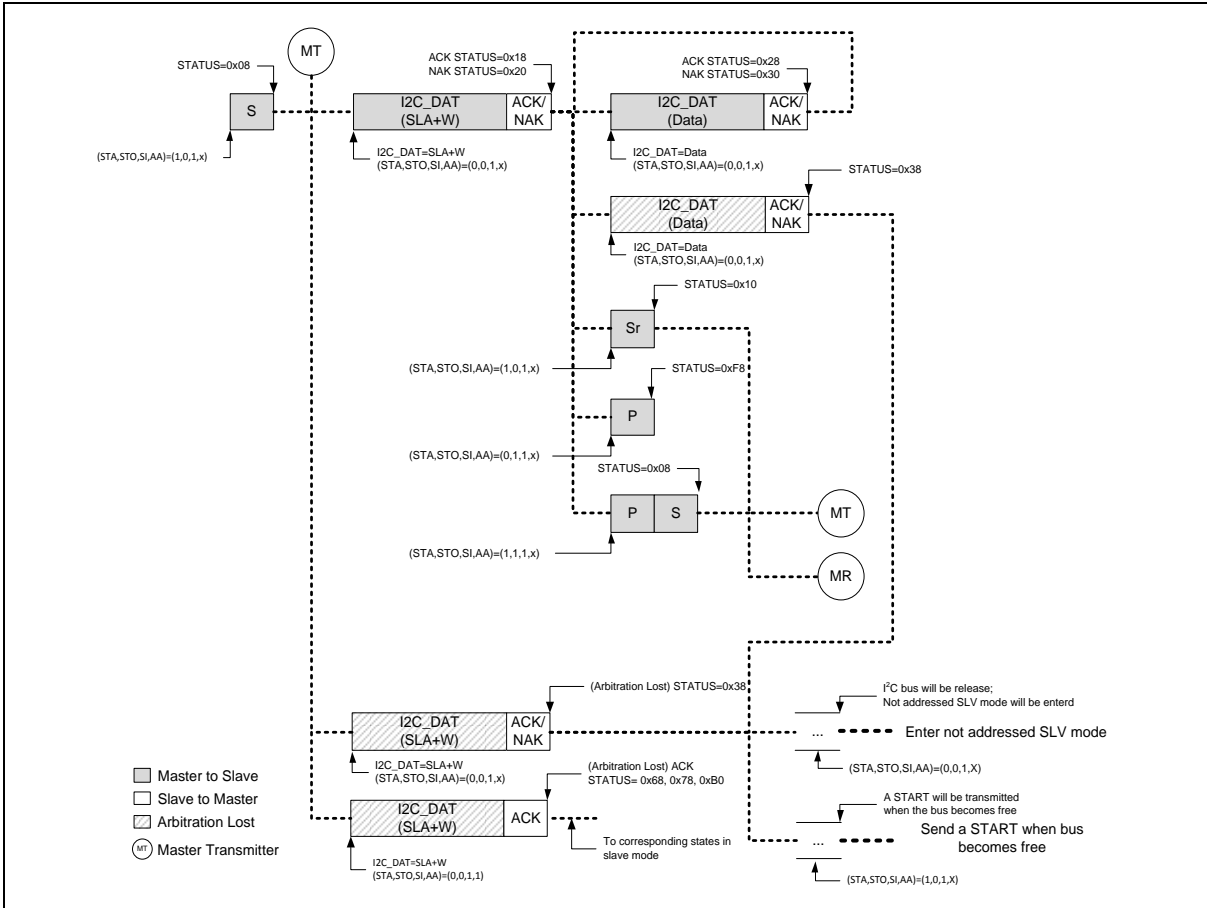 MT
STATUS=0x08
ACK STATUS=0x18
NAK STATUS=0x20
ACK STATUS=0x28
NAK STATUS=0x30
S
I2C_DAT
(SLA+W)
ACK/
NAK
I2C_DAT
(Data)
ACK/
NAK
(STA,STO,SI,AA)=(1,0,1,x)
I2C_DAT=SLA+W
(STA,STO,SI,AA)=(0,0,1,x)
I2C_DAT=Data
(STA,STO,SI,AA)=(0,0,1,x)
STATUS=0x38
I2C_DAT
(Data)
ACK/
NAK
I2C_DAT=Data
(STA,STO,SI,AA)=(0,0,1,x)
STATUS=0x10
Sr
(STA,STO,SI,AA)=(1,0,1,x)
STATUS=0xF8
P
(STA,STO,SI,AA)=(0,1,1,x)
STATUS=0x08
P
S
MT
(STA,STO,SI,AA)=(1,1,1,x)
MR
(Arbitration Lost) STATUS=0x38
I2C bus will be release;
Not addressed SLV mode will be enterd
I2C_DAT
(SLA+W)
ACK/
NAK
...
Enter not addressed SLV mode
I2C_DAT=SLA+W
(STA,STO,SI,AA)=(0,0,1,x)
(STA,STO,SI,AA)=(0,0,1,X)
(Arbitration Lost) ACK
STATUS= 0x68, 0x78, 0xB0
I2C_DAT
(SLA+W)
ACK
To corresponding states in
slave mode
A START will be transmitted
when the bus becomes free
...
Send a START when bus
becomes free
I2C_DAT=SLA+W
(STA,STO,SI,AA)=(0,0,1,1)
(STA,STO,SI,AA)=(1,0,1,X)
Master to Slave
Slave to Master
Arbitration Lost
MT
Master Transmitter